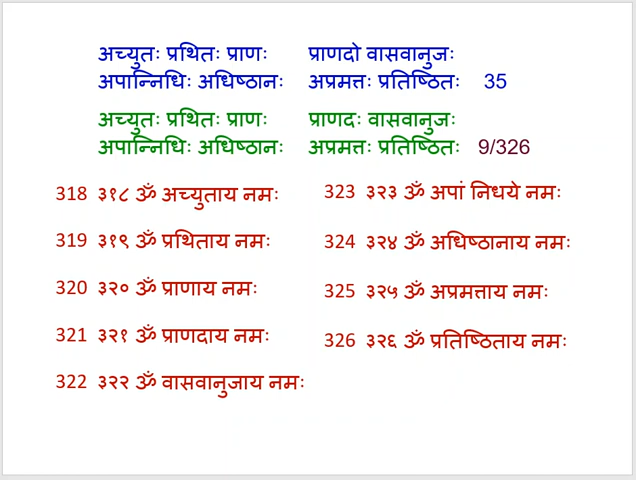 अच्युतः प्रथितः प्राणः प्राणदो वासवानुजः
अपान्निधिः अधिष्ठानः अप्रमत्तः प्रतिष्ठितः 35
अच्युतः प्रथितः प्राणः प्राणदः वासवानुजः
अपान्निधिः अधिष्ठानः अप्रमत्तः प्रतिष्ठितः 9/326
318 ३१८ ॐ अच्युताय नमः
319 ३१९ ॐ प्रथिताय नमः
320 ३२० ॐ प्राणाय नमः
321 ३२१ ॐ प्राणदाय नमः
322 ३२२ ॐ वासवानुजाय नमः
323 ३२३ ॐ अपां निधये नमः
324 ३२४ ॐ अधिष्ठानाय नमः
325 ३२५ ॐ अप्रमत्ताय नमः
326 ३२६ ॐ प्रतिष्ठिताय नमः